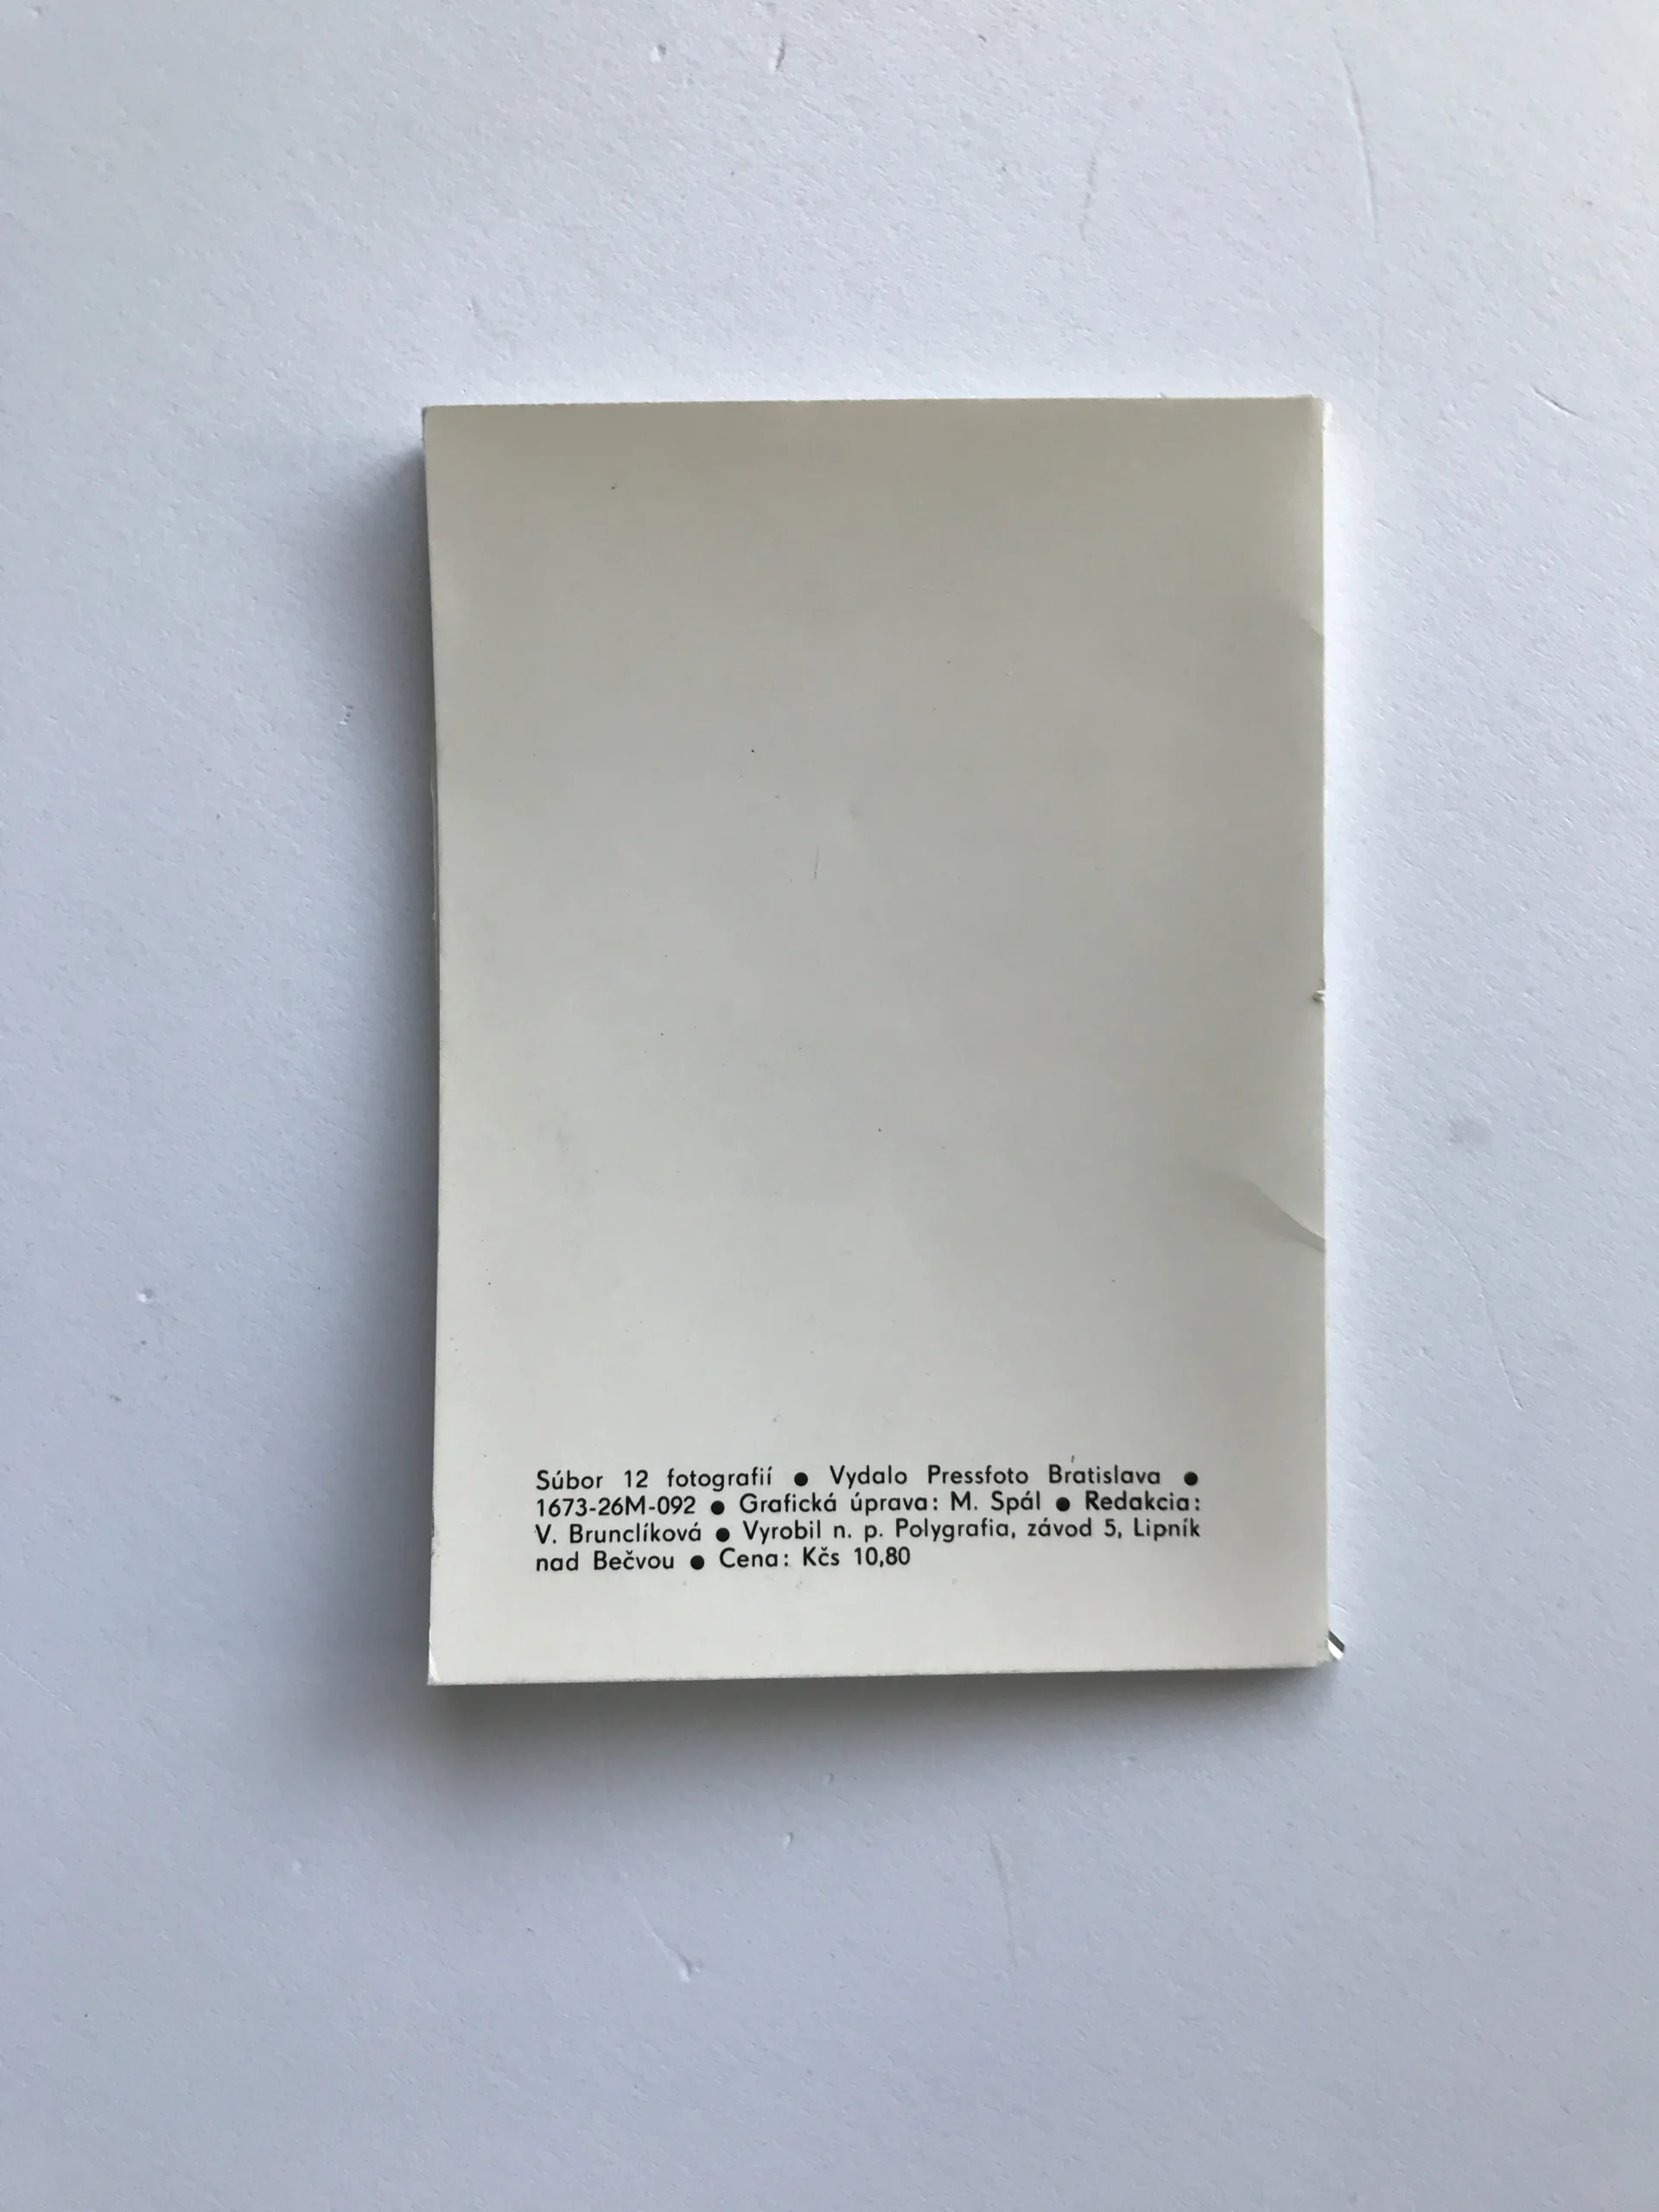 Súbor 12 fotografií ● Vydalo Pressfoto Bratislava ●
1673-26M-092 ● Grafická úprava: M. Spál ● Redakcia:
V. Brunclíková ● Vyrobil n. p. Polygrafia, závod 5, Lipník
nad Bečvou ● Cena: Kčs 10,80